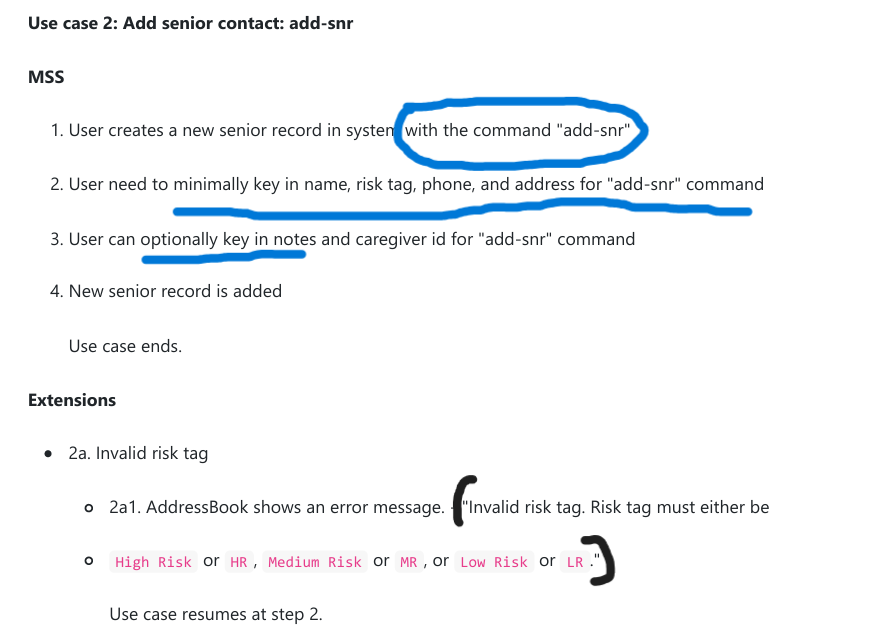 Use case 2: Add senior contact: add-snr
MSS
1. User creates a new senior record in system with the command "add-snr"
2. User need to minimally key in name, risk tag, phone, and address for "add-snr" command
3. User can optionally key in notes and caregiver id for "add-snr" command
4. New senior record is added
Use case ends.
Extensions
• 2a. Invalid risk tag
○ 2a1. AddressBook shows an error message. - "Invalid risk tag. Risk tag must either be
○ High Risk or HR, Medium Risk or MR, or Low Risk or LR."
Use case resumes at step 2.